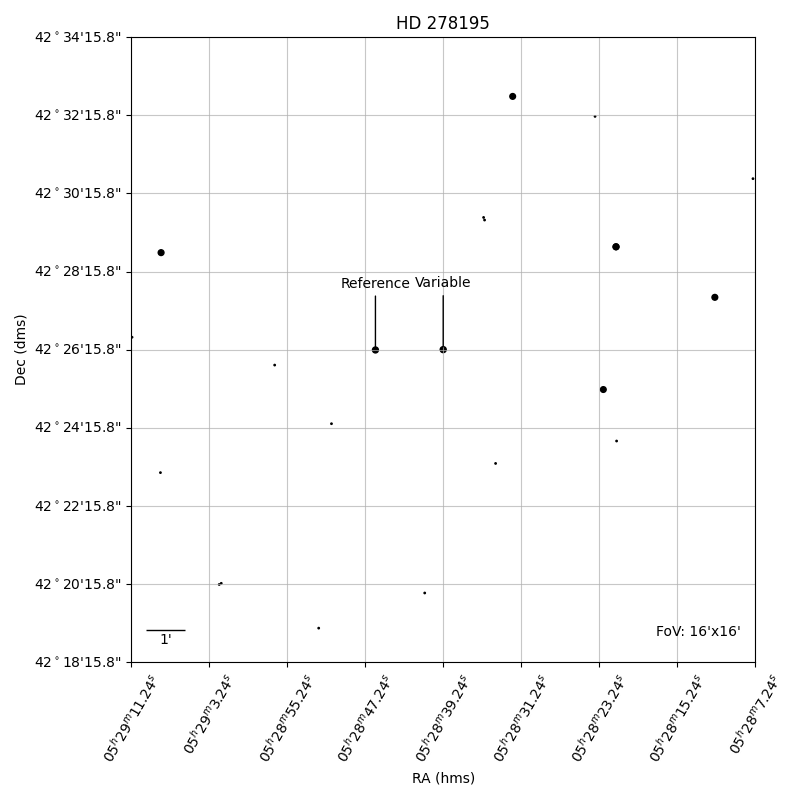 HD 278195
42°34'15.8"
42°32'15.8"
42°30'15.8"
42°28'15.8"
42°26'15.8"
42°24'15.8"
42°22'15.8"
42°20'15.8"
42°18'15.8"
Dec (dms)
Reference
Variable
1'
FoV: 16'x16'
05ʰ29ᵐ11.24ˢ
05ʰ29ᵐ3.24ˢ
05ʰ28ᵐ55.24ˢ
05ʰ28ᵐ47.24ˢ
05ʰ28ᵐ39.24ˢ
05ʰ28ᵐ31.24ˢ
05ʰ28ᵐ23.24ˢ
05ʰ28ᵐ15.24ˢ
05ʰ28ᵐ7.24ˢ
RA (hms)